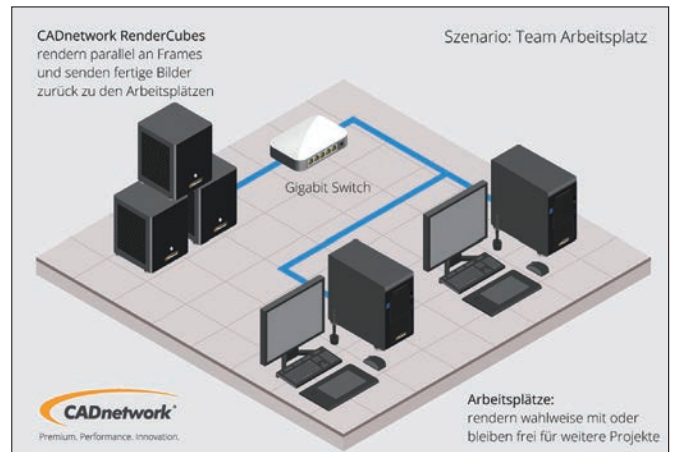 CADnetwork RenderCubes
rendern parallel an Frames
und senden fertige Bilder
zurück zu den Arbeitsplätzen
Szenario: Team Arbeitsplatz
Gigabit Switch
Arbeitsplätze:
rendern wahlweise mit oder
bleiben frei für weitere Projekte
CADnetwork®
Premium. Performance. Innovation.